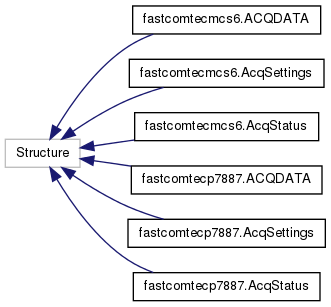 fastcomtecmcs6.ACQDATA
fastcomtecmcs6.AcqSettings
fastcomtecmcs6.AcqStatus
Structure
fastcomtecp7887.ACQDATA
fastcomtecp7887.AcqSettings
fastcomtecp7887.AcqStatus